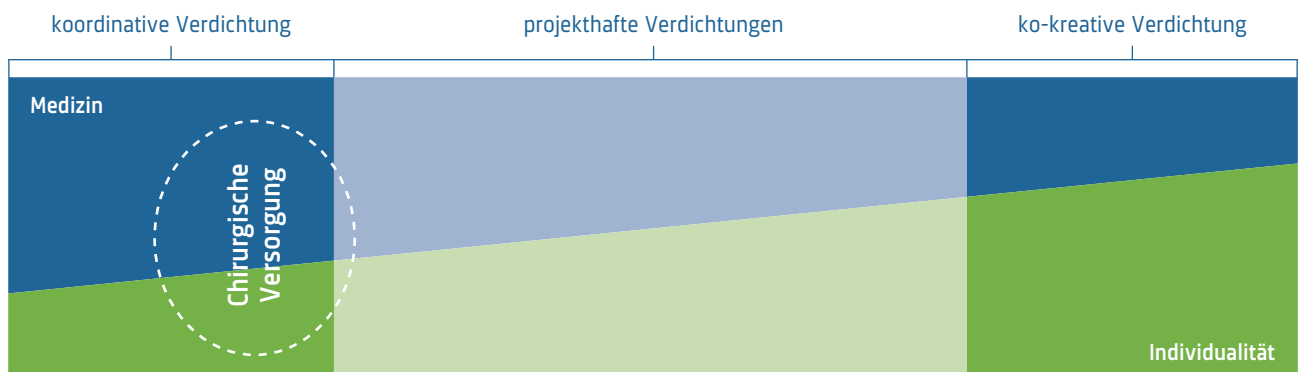 koordinative Verdichtung
projekthafte Verdichtungen
ko-kreative Verdichtung
Medizin
Chirurgische
Versorgung
Individualität